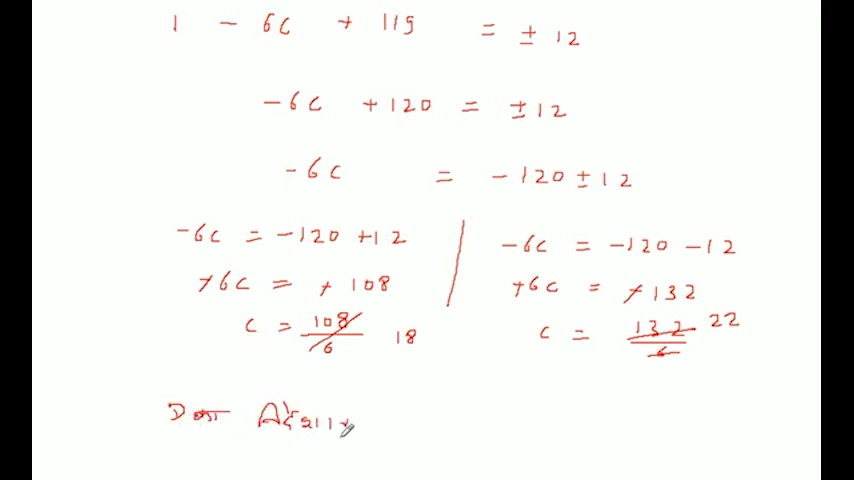 1 - 6c + 119 = ± 12
-6c + 120 = ±12
-6c = -120 ± 12
-6c = -120 + 12 / -6c = -120 - 12
+6c = + 108 +6c = +132
c = 108/6 18 c = 132/6 22